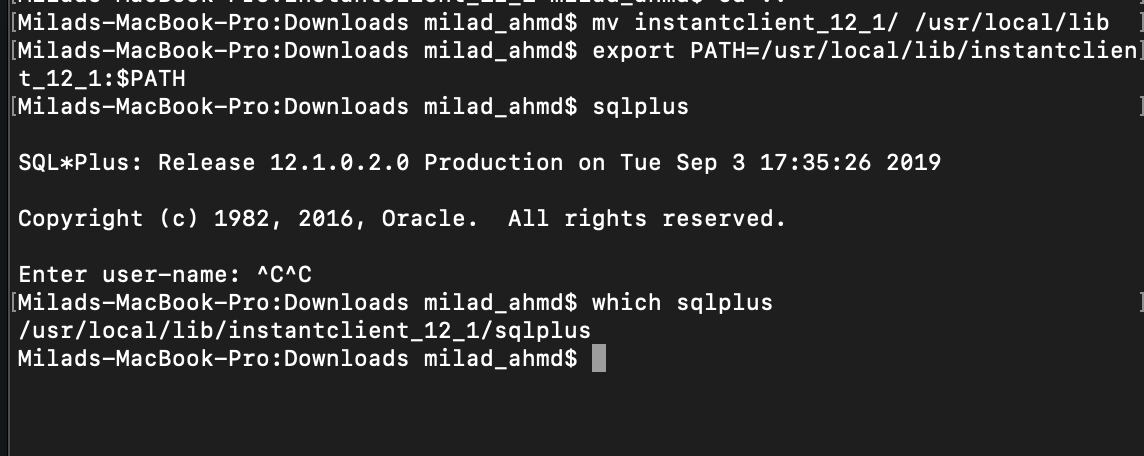 [Milads-MacBook-Pro:Downloads milad_ahmd$ mv instantclient_12_1/ /usr/local/lib ]
[Milads-MacBook-Pro:Downloads milad_ahmd$ export PATH=/usr/local/lib/instantclien]
t_12_1:$PATH
[Milads-MacBook-Pro:Downloads milad_ahmd$ sqlplus ]
SQL*Plus: Release 12.1.0.2.0 Production on Tue Sep 3 17:35:26 2019
Copyright (c) 1982, 2016, Oracle.  All rights reserved.
Enter user-name: ^C^C
[Milads-MacBook-Pro:Downloads milad_ahmd$ which sqlplus ]
/usr/local/lib/instantclient_12_1/sqlplus
Milads-MacBook-Pro:Downloads milad_ahmd$